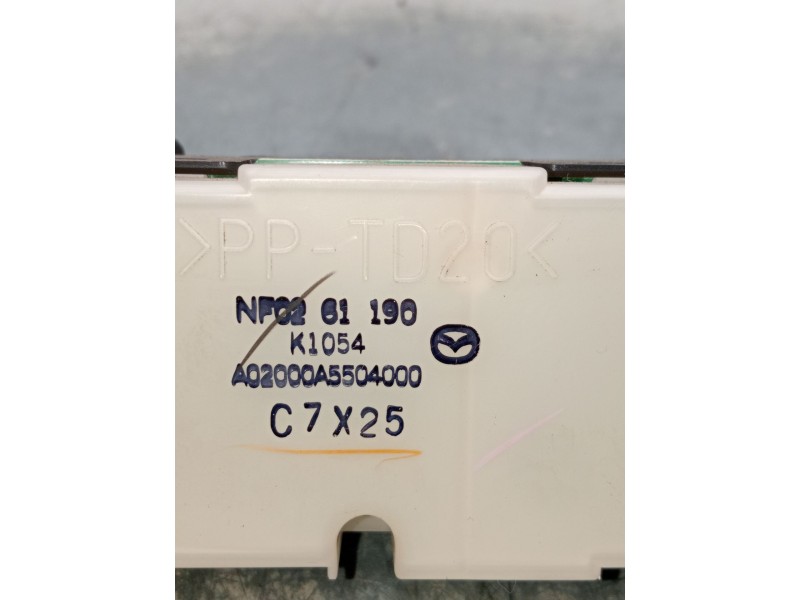 >PP-TD20<
NF02 61 190
K1054
A02000A5504000
C7X25